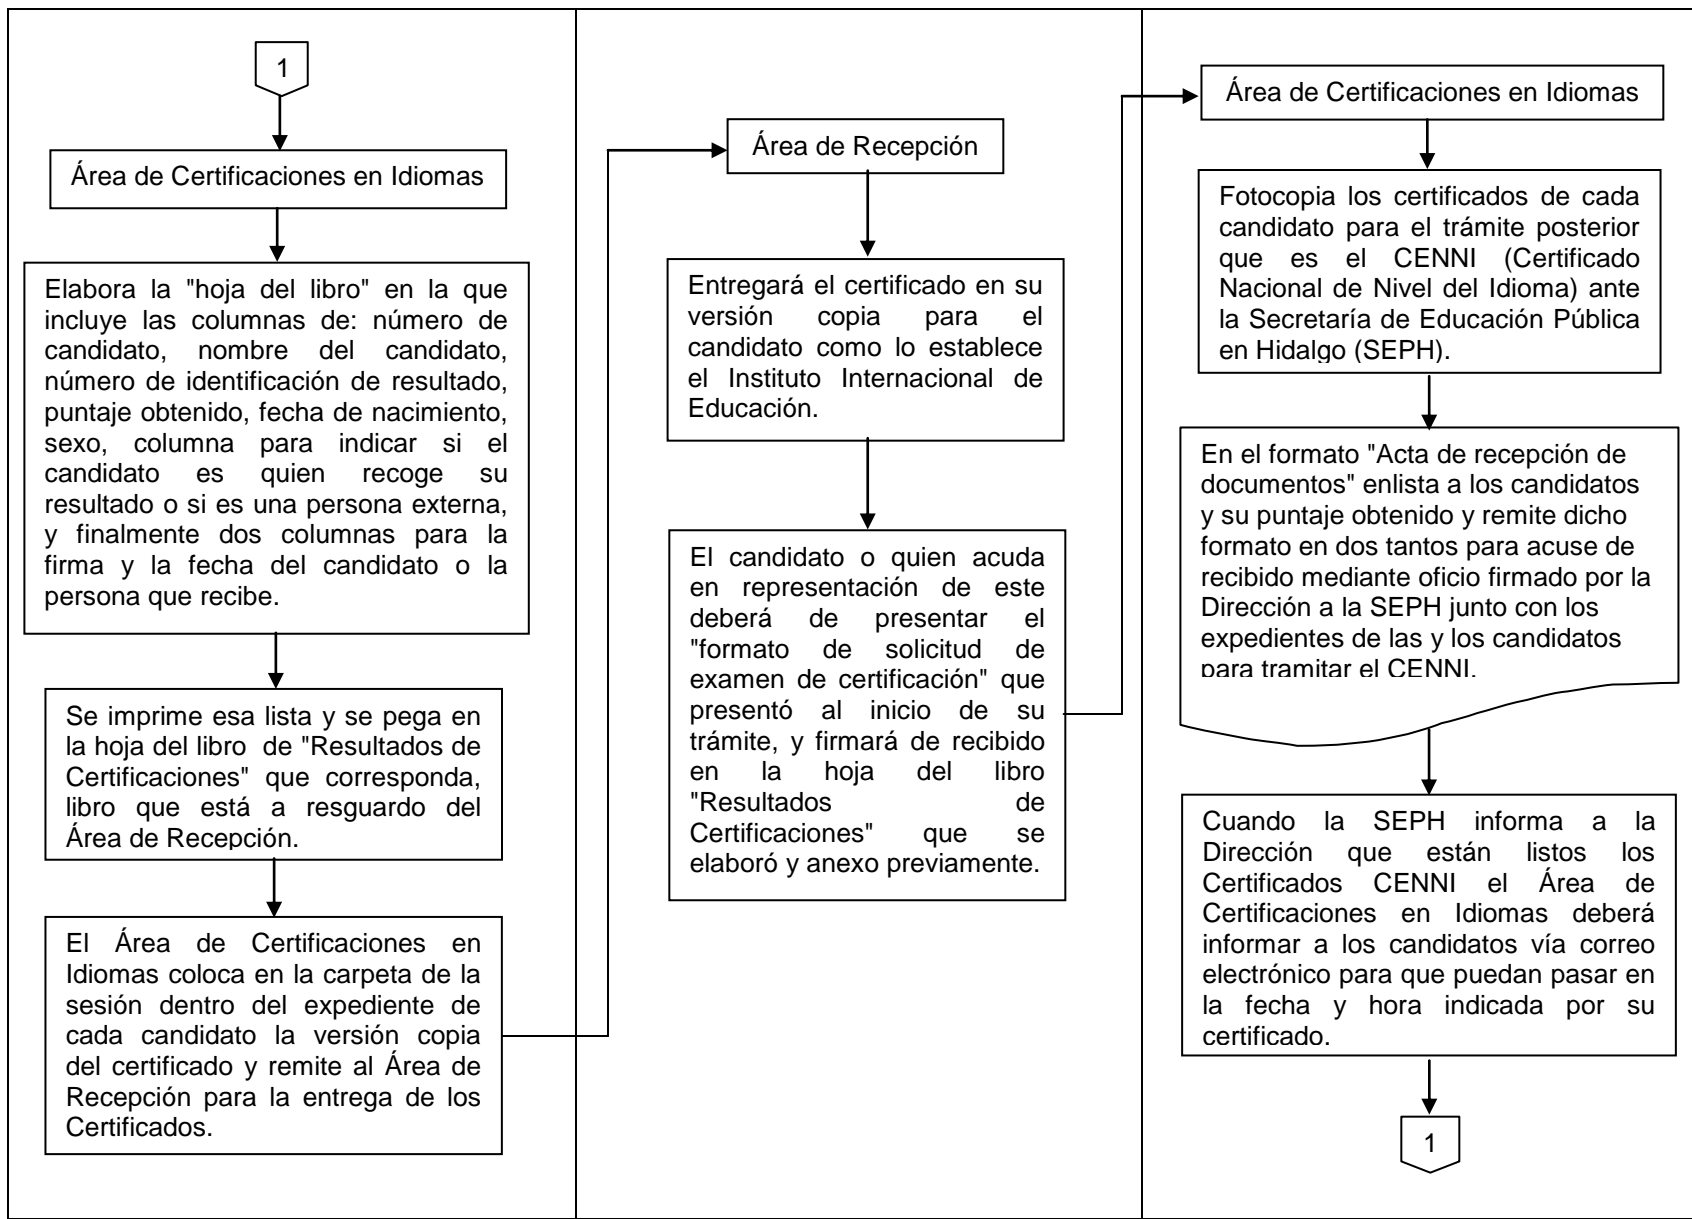 1
Área de Certificaciones en Idiomas
Elabora la "hoja del libro" en la que
incluye las columnas de: número de
candidato, nombre del candidato,
número de identificación de resultado,
puntaje obtenido, fecha de nacimiento,
sexo, columna para indicar si el
candidato es quien recoge su
resultado o si es una persona externa,
y finalmente dos columnas para la
firma y la fecha del candidato o la
persona que recibe.
Se imprime esa lista y se pega en
la hoja del libro de "Resultados de
Certificaciones" que corresponda,
libro que está a resguardo del
Área de Recepción.
El Área de Certificaciones en
Idiomas coloca en la carpeta de la
sesión dentro del expediente de
cada candidato la versión copia
del certificado y remite al Área de
Recepción para la entrega de los
Certificados.
Área de Recepción
Entregará el certificado en su
versión copia para el
candidato como lo establece
el Instituto Internacional de
Educación.
El candidato o quien acuda
en representación de este
deberá de presentar el
"formato de solicitud de
examen de certificación" que
presentó al inicio de su
trámite, y firmará de recibido
en la hoja del libro
"Resultados de
Certificaciones" que se
elaboró y anexo previamente.
Área de Certificaciones en Idiomas
Fotocopia los certificados de cada
candidato para el trámite posterior
que es el CENNI (Certificado
Nacional de Nivel del Idioma) ante
la Secretaría de Educación Pública
en Hidalgo (SEPH).
En el formato "Acta de recepción de
documentos" enlista a los candidatos
y su puntaje obtenido y remite dicho
formato en dos tantos para acuse de
recibido mediante oficio firmado por la
Dirección a la SEPH junto con los
expedientes de las y los candidatos
para tramitar el CENNI.
Cuando la SEPH informa a la
Dirección que están listos los
Certificados CENNI el Área de
Certificaciones en Idiomas deberá
informar a los candidatos vía correo
electrónico para que puedan pasar en
la fecha y hora indicada por su
certificado.
1